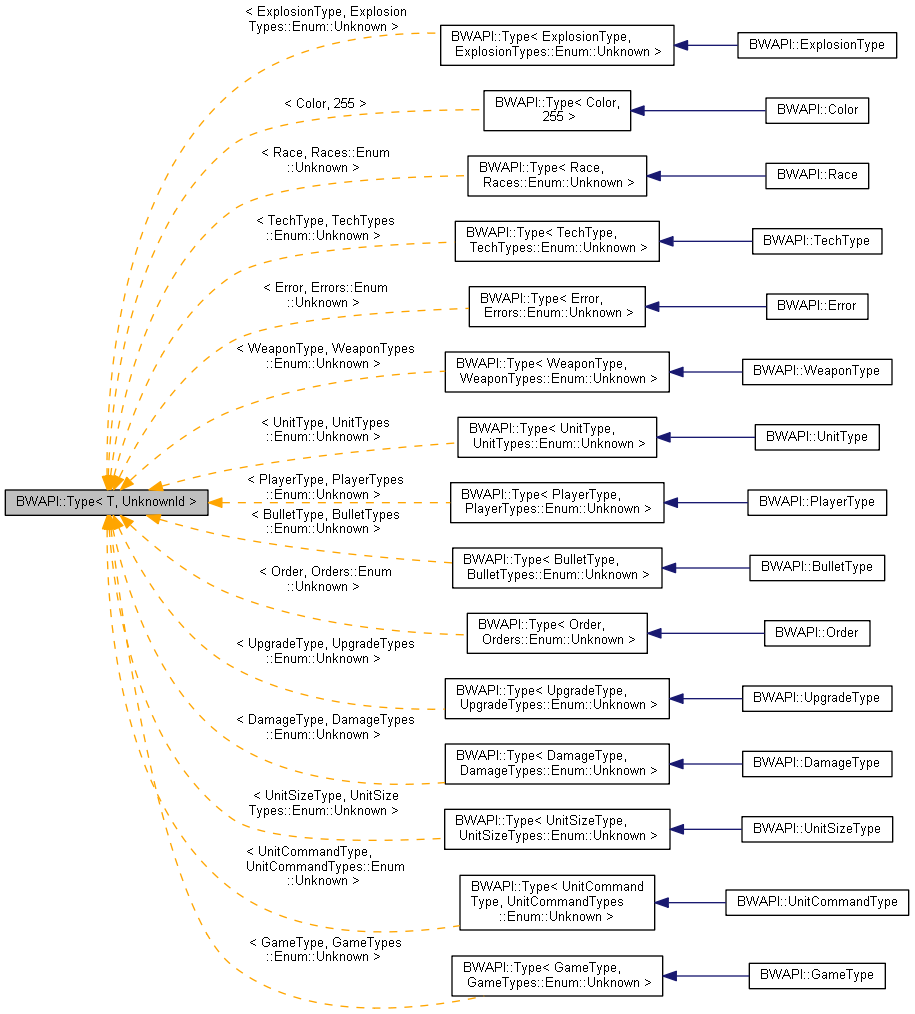 < ExplosionType, Explosion
Types::Enum::Unknown >
BWAPI::Type< ExplosionType,
ExplosionTypes::Enum::Unknown >
BWAPI::ExplosionType
< Color, 255 >
BWAPI::Type< Color,
255 >
BWAPI::Color
< Race, Races::Enum
::Unknown >
BWAPI::Type< Race,
Races::Enum::Unknown >
BWAPI::Race
< TechType, TechTypes
::Enum::Unknown >
BWAPI::Type< TechType,
TechTypes::Enum::Unknown >
BWAPI::TechType
< Error, Errors::Enum
::Unknown >
BWAPI::Type< Error,
Errors::Enum::Unknown >
BWAPI::Error
< WeaponType, WeaponTypes
::Enum::Unknown >
BWAPI::Type< WeaponType,
WeaponTypes::Enum::Unknown >
BWAPI::WeaponType
< UnitType, UnitTypes
::Enum::Unknown >
BWAPI::Type< UnitType,
UnitTypes::Enum::Unknown >
BWAPI::UnitType
BWAPI::Type< T, UnknownId >
< PlayerType, PlayerTypes
::Enum::Unknown >
BWAPI::Type< PlayerType,
PlayerTypes::Enum::Unknown >
BWAPI::PlayerType
< BulletType, BulletTypes
::Enum::Unknown >
BWAPI::Type< BulletType,
BulletTypes::Enum::Unknown >
BWAPI::BulletType
< Order, Orders::Enum
::Unknown >
BWAPI::Type< Order,
Orders::Enum::Unknown >
BWAPI::Order
< UpgradeType, UpgradeTypes
::Enum::Unknown >
BWAPI::Type< UpgradeType,
UpgradeTypes::Enum::Unknown >
BWAPI::UpgradeType
< DamageType, DamageTypes
::Enum::Unknown >
BWAPI::Type< DamageType,
DamageTypes::Enum::Unknown >
BWAPI::DamageType
< UnitSizeType, UnitSize
Types::Enum::Unknown >
BWAPI::Type< UnitSizeType,
UnitSizeTypes::Enum::Unknown >
BWAPI::UnitSizeType
< UnitCommandType,
UnitCommandTypes::Enum
::Unknown >
BWAPI::Type< UnitCommand
Type, UnitCommandTypes
::Enum::Unknown >
BWAPI::UnitCommandType
< GameType, GameTypes
::Enum::Unknown >
BWAPI::Type< GameType,
GameTypes::Enum::Unknown >
BWAPI::GameType